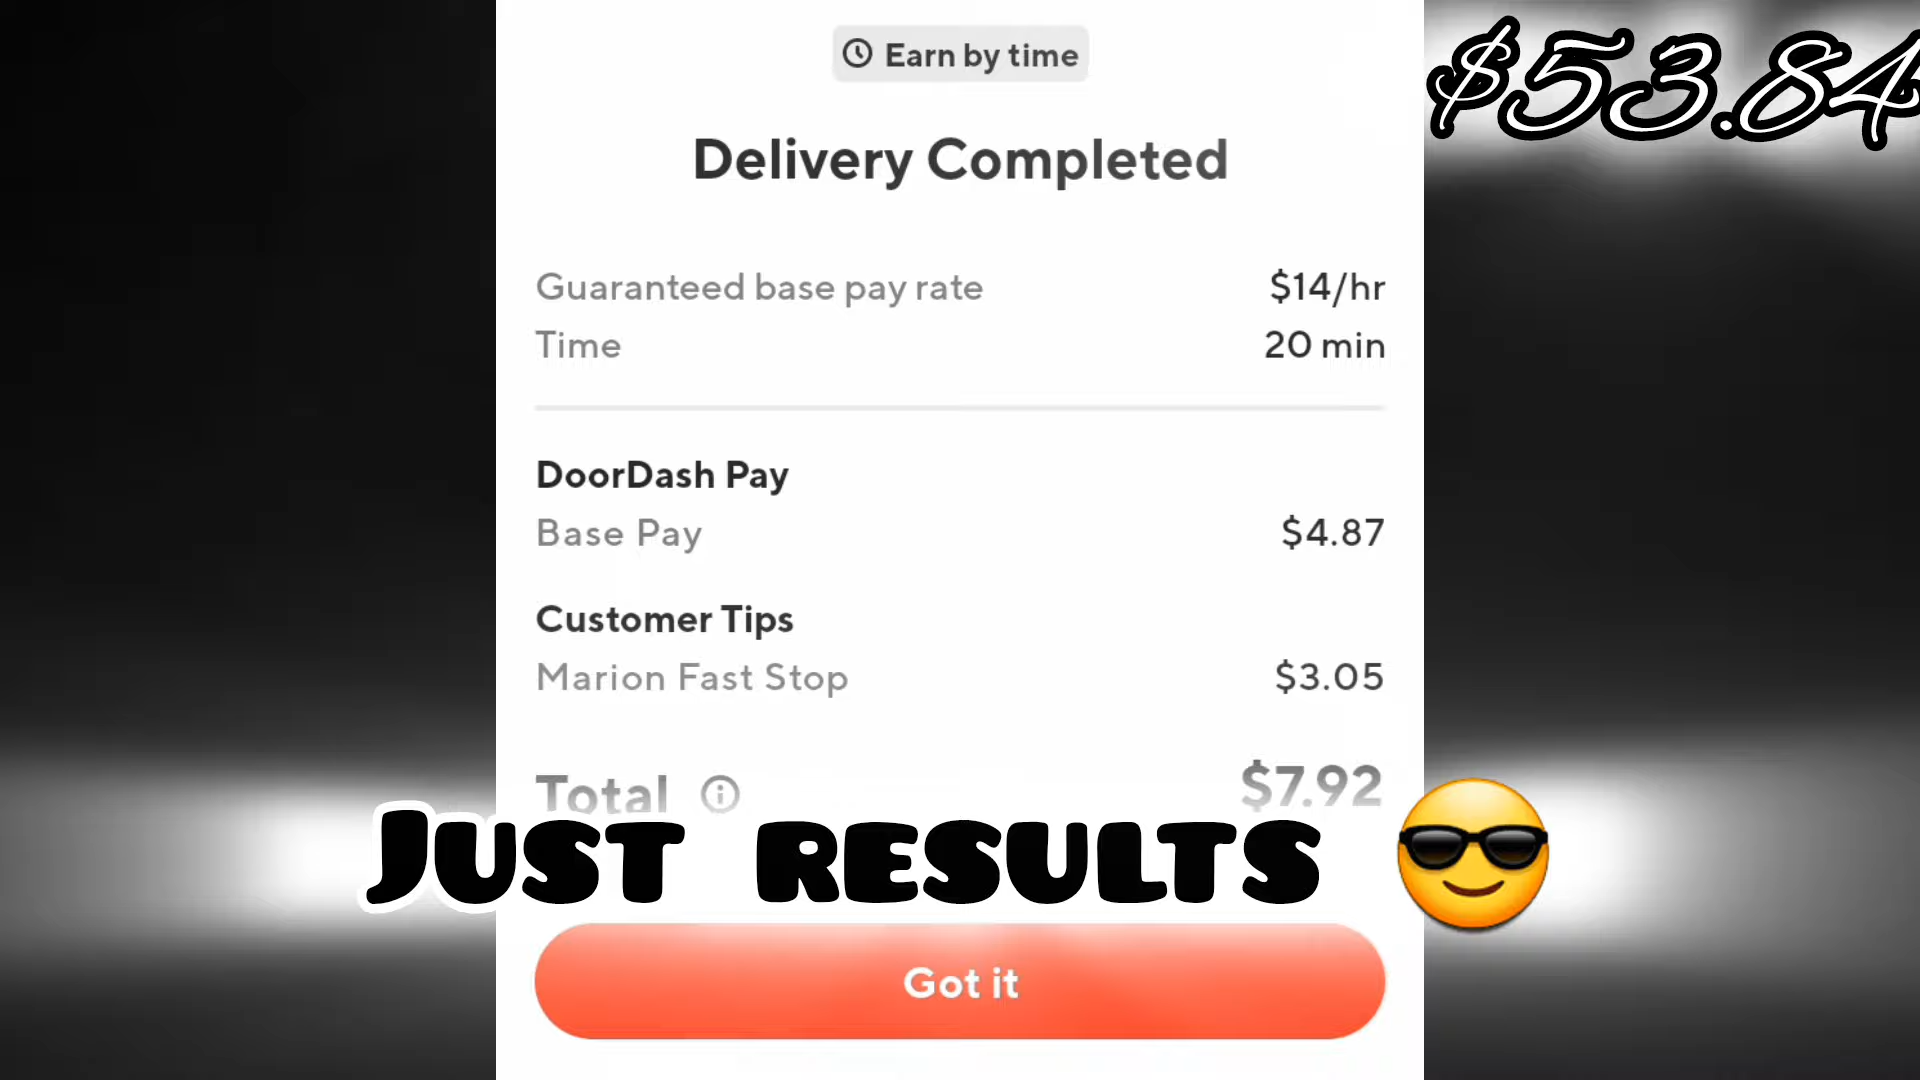 Earn by time
$53.84
Delivery Completed
Guaranteed base pay rate $14/hr
Time 20 min
DoorDash Pay
Base Pay $4.87
Customer Tips
Marion Fast Stop $3.05
Total $7.92
Just results
Got it